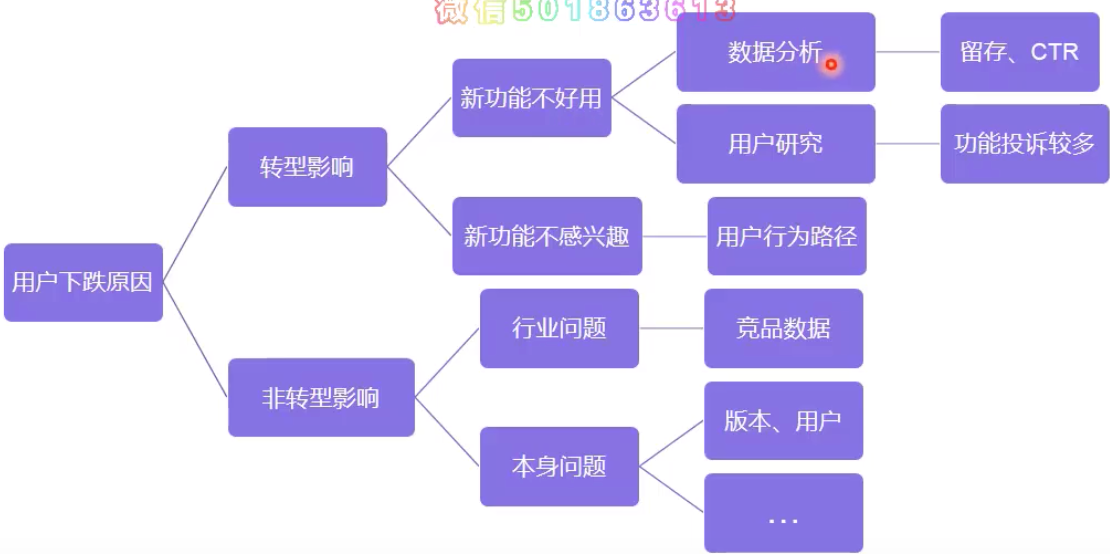 微信501863613
数据分析
留存、CTR
新功能不好用
用户研究
功能投诉较多
转型影响
新功能不感兴趣
用户行为路径
用户下跌原因
行业问题
竞品数据
非转型影响
版本、用户
本身问题
...